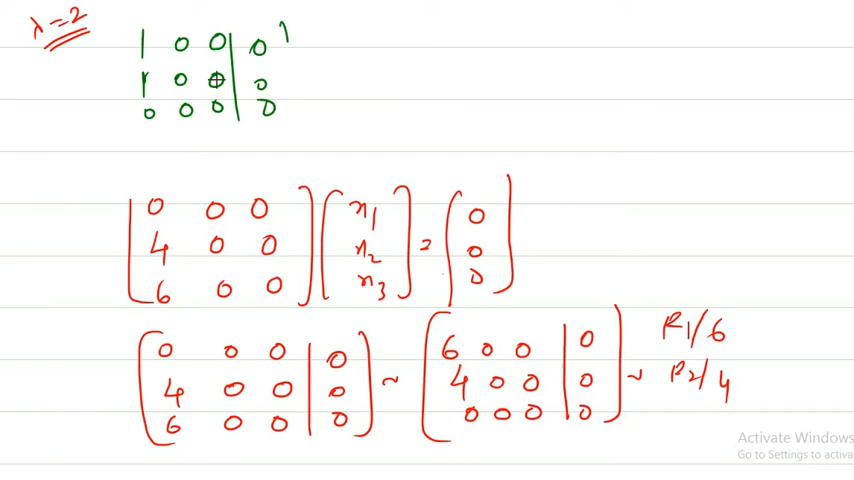 λ=2
1 0 0 | 0
1 0 0 | 0
0 0 0 | 0
0 0 0 x1 0
4 0 0 x2 = 0
6 0 0 x3 0
0 0 0 | 0 6 0 0 | 0 R1/6
4 0 0 | 0 ~ 4 0 0 | 0 ~ R2/4
6 0 0 | 0 0 0 0 | 0
Activate Windows
Go to Settings to activa